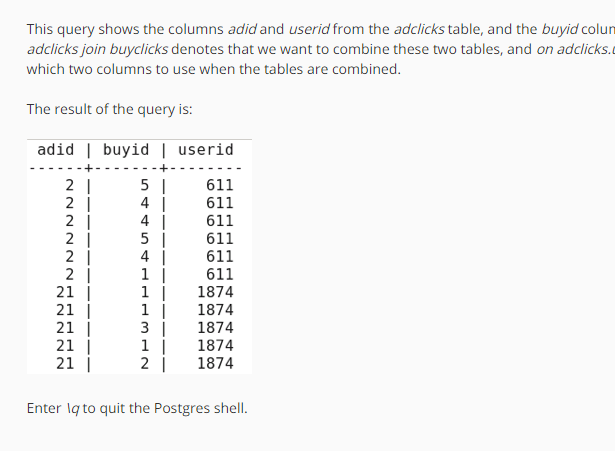 This query shows the columns adid and userid from the adclicks table, and the buyid
adclicks join buyclicks denotes that we want to combine these two tables, and on
which two columns to use when the tables are combined.
The result of the query is:
adid | buyid | userid
------+-------+--------
2 | 5 | 611
2 | 4 | 611
2 | 4 | 611
2 | 5 | 611
2 | 4 | 611
2 | 1 | 611
21 | 1 | 1874
21 | 1 | 1874
21 | 3 | 1874
21 | 1 | 1874
21 | 2 | 1874
Enter \q to quit the Postgres shell.